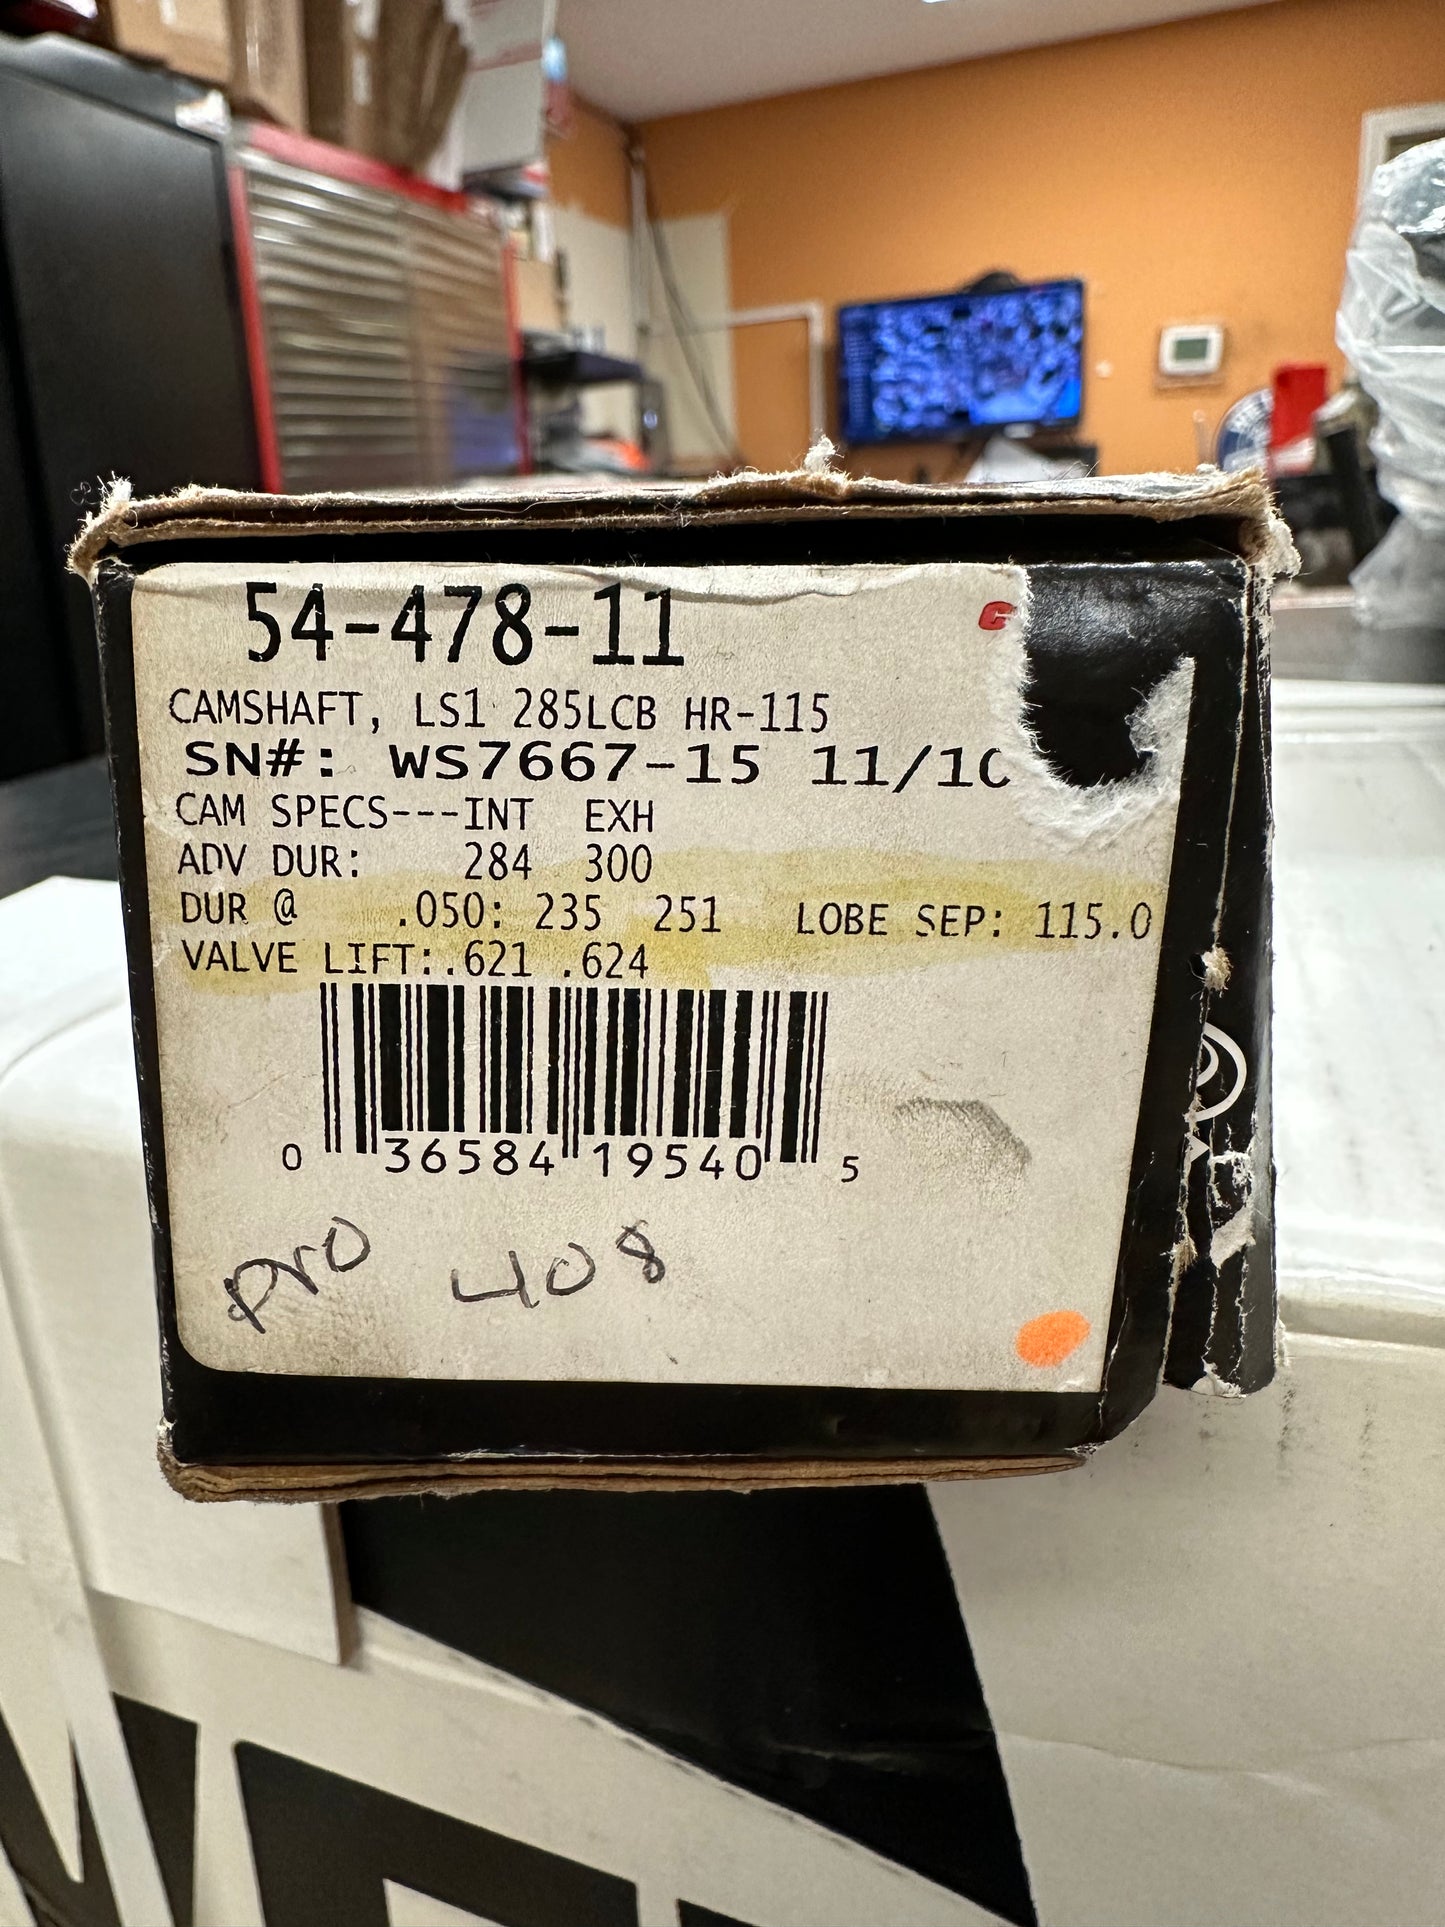 54-478-11
CAMSHAFT, LS1 285LCB HR-115
SN#: WS7667-15 11/10
CAM SPECS---INT EXH
ADV DUR: 284 300
DUR @ .050: 235 251 LOBE SEP: 115.0
VALVE LIFT:.621 .624
0 36584 19540 5
Pro 408